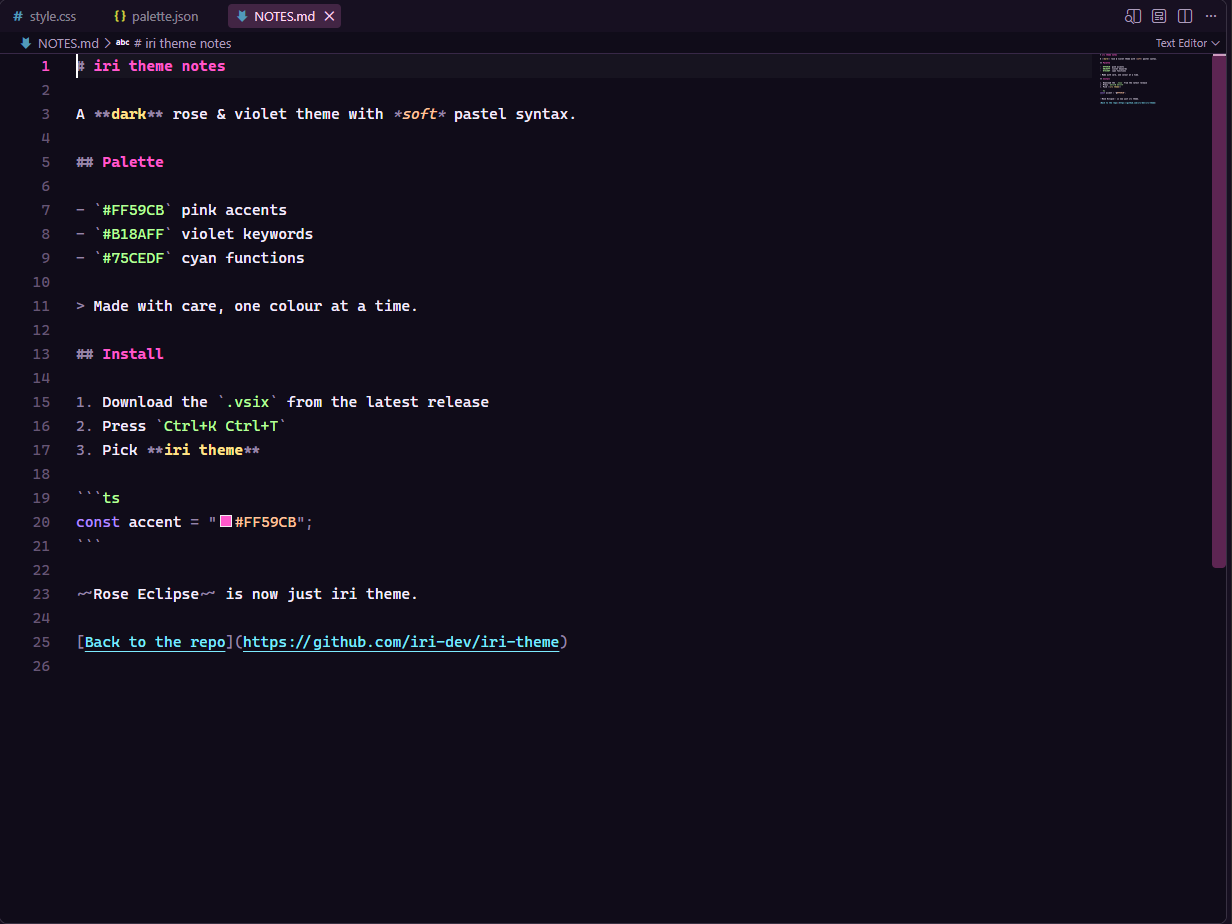 style.css
palette.json
NOTES.md
NOTES.md > abc # iri theme notes
Text Editor
1 # iri theme notes
2
3 A **dark** rose & violet theme with *soft* pastel syntax.
4
5 ## Palette
6
7 - `#FF59CB` pink accents
8 - `#B18AFF` violet keywords
9 - `#75CEDF` cyan functions
10
11 > Made with care, one colour at a time.
12
13 ## Install
14
15 1. Download the `.vsix` from the latest release
16 2. Press `Ctrl+K Ctrl+T`
17 3. Pick **iri theme**
18
19 ```ts
20 const accent = "#FF59CB";
21 ```
22
23 ~~Rose Eclipse~~ is now just iri theme.
24
25 [Back to the repo](https://github.com/iri-dev/iri-theme)
26